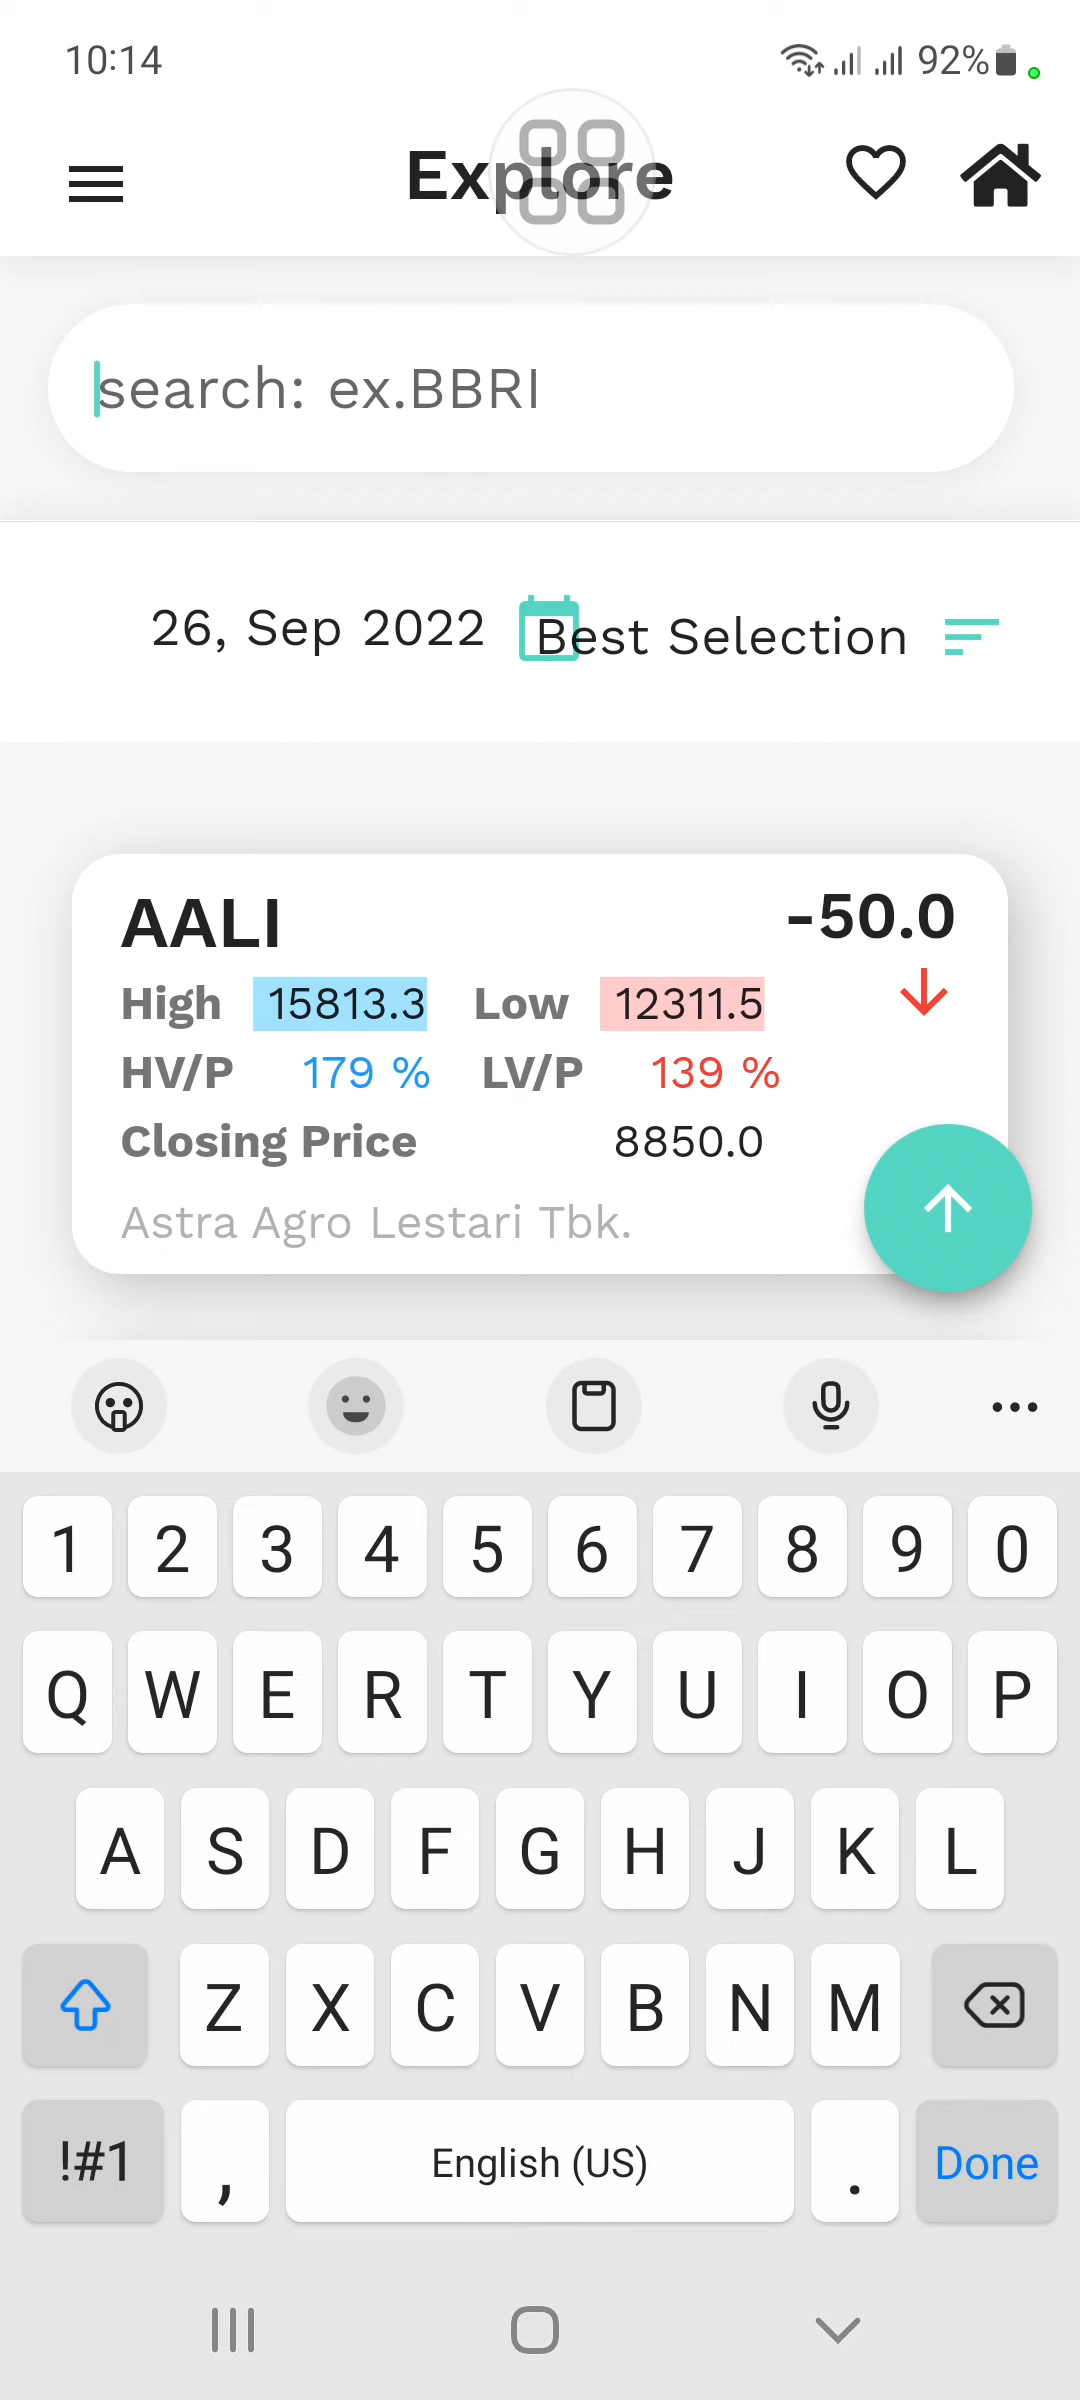 10:14
92%
Explore
search: ex.BBRI
26, Sep 2022
Best Selection
AALI
-50.0
High 15813.3 Low 12311.5
HV/P 179 % LV/P 139 %
Closing Price 8850.0
Astra Agro Lestari Tbk.
1 2 3 4 5 6 7 8 9 0
Q W E R T Y U I O P
A S D F G H J K L
Z X C V B N M
!#1 , English (US) . Done